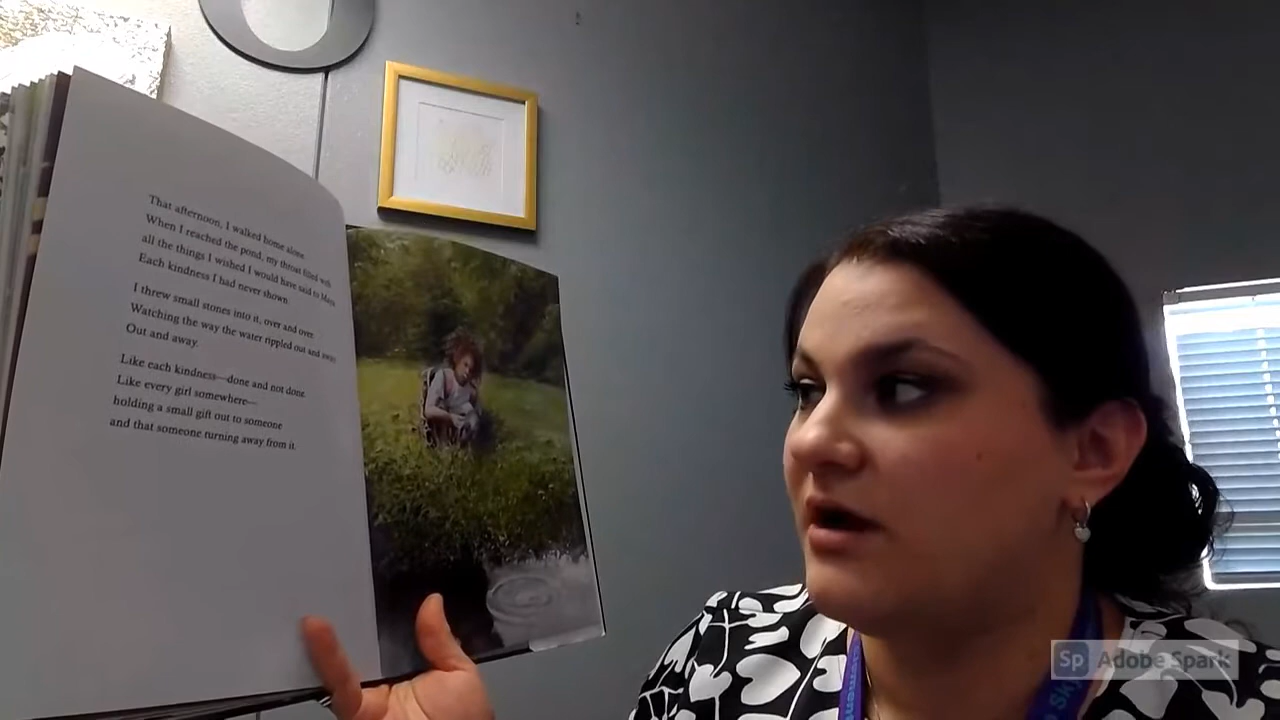 That afternoon, I walked home alone.
When I reached the pond, my throat filled with
all the things I wished I would have said to Maya.
Each kindness I had never shown.
I threw small stones into it, over and over.
Watching the way the water rippled out and away.
Out and away.
Like each kindness—done and not done.
Like every girl somewhere—
holding a small gift out to someone
and that someone turning away from it.
Sp Adobe Spark